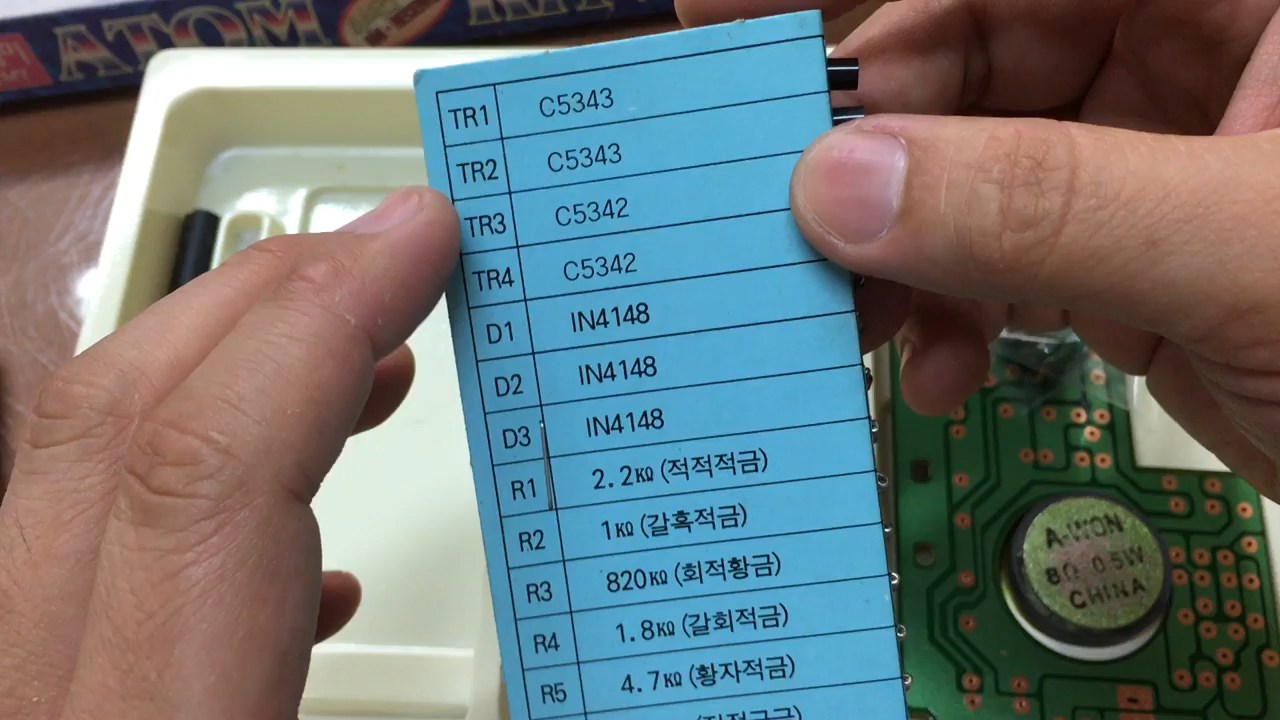 ATOM
TR1 C5343
TR2 C5343
TR3 C5342
TR4 C5342
D1 IN4148
D2 IN4148
D3 IN4148
R1 2.2㏀ (적적적금)
R2 1㏀ (갈흑적금)
R3 820㏀ (회적황금)
R4 1.8㏀ (갈회적금)
R5 4.7㏀ (황자적금)
A-WON
8Ω 0.5W
CHINA